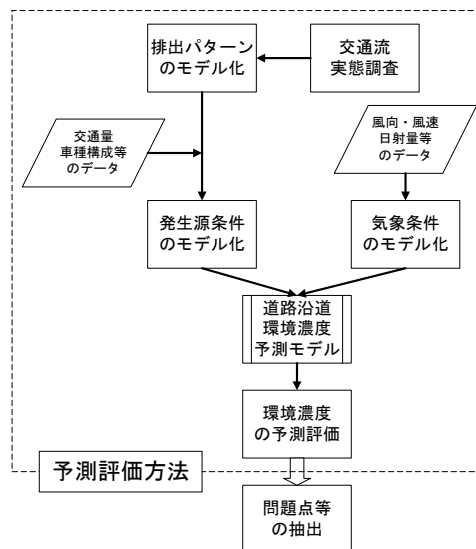 排出パターン
のモデル化
交通流
実態調査
交通量
車種構成等
のデータ
風向・風速
日射量等
のデータ
発生源条件
のモデル化
気象条件
のモデル化
道路沿道
環境濃度
予測モデル
環境濃度
の予測評価
予測評価方法
問題点等
の抽出